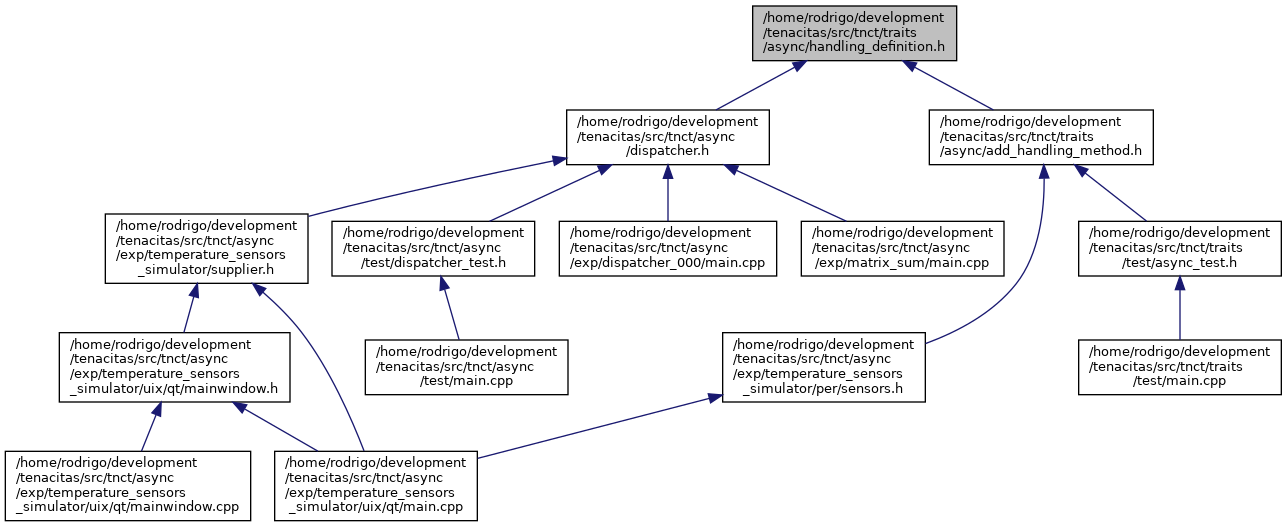 /home/rodrigo/development
/tenacitas/src/tnct/traits
/async/handling_definition.h
/home/rodrigo/development
/tenacitas/src/tnct/async
/dispatcher.h
/home/rodrigo/development
/tenacitas/src/tnct/traits
/async/add_handling_method.h
/home/rodrigo/development
/tenacitas/src/tnct/async
/exp/temperature_sensors
_simulator/supplier.h
/home/rodrigo/development
/tenacitas/src/tnct/async
/test/dispatcher_test.h
/home/rodrigo/development
/tenacitas/src/tnct/async
/exp/dispatcher_000/main.cpp
/home/rodrigo/development
/tenacitas/src/tnct/async
/exp/matrix_sum/main.cpp
/home/rodrigo/development
/tenacitas/src/tnct/traits
/test/async_test.h
/home/rodrigo/development
/tenacitas/src/tnct/async
/exp/temperature_sensors
_simulator/uix/qt/mainwindow.h
/home/rodrigo/development
/tenacitas/src/tnct/async
/test/main.cpp
/home/rodrigo/development
/tenacitas/src/tnct/async
/exp/temperature_sensors
_simulator/per/sensors.h
/home/rodrigo/development
/tenacitas/src/tnct/traits
/test/main.cpp
/home/rodrigo/development
/tenacitas/src/tnct/async
/exp/temperature_sensors
_simulator/uix/qt/mainwindow.cpp
/home/rodrigo/development
/tenacitas/src/tnct/async
/exp/temperature_sensors
_simulator/uix/qt/main.cpp